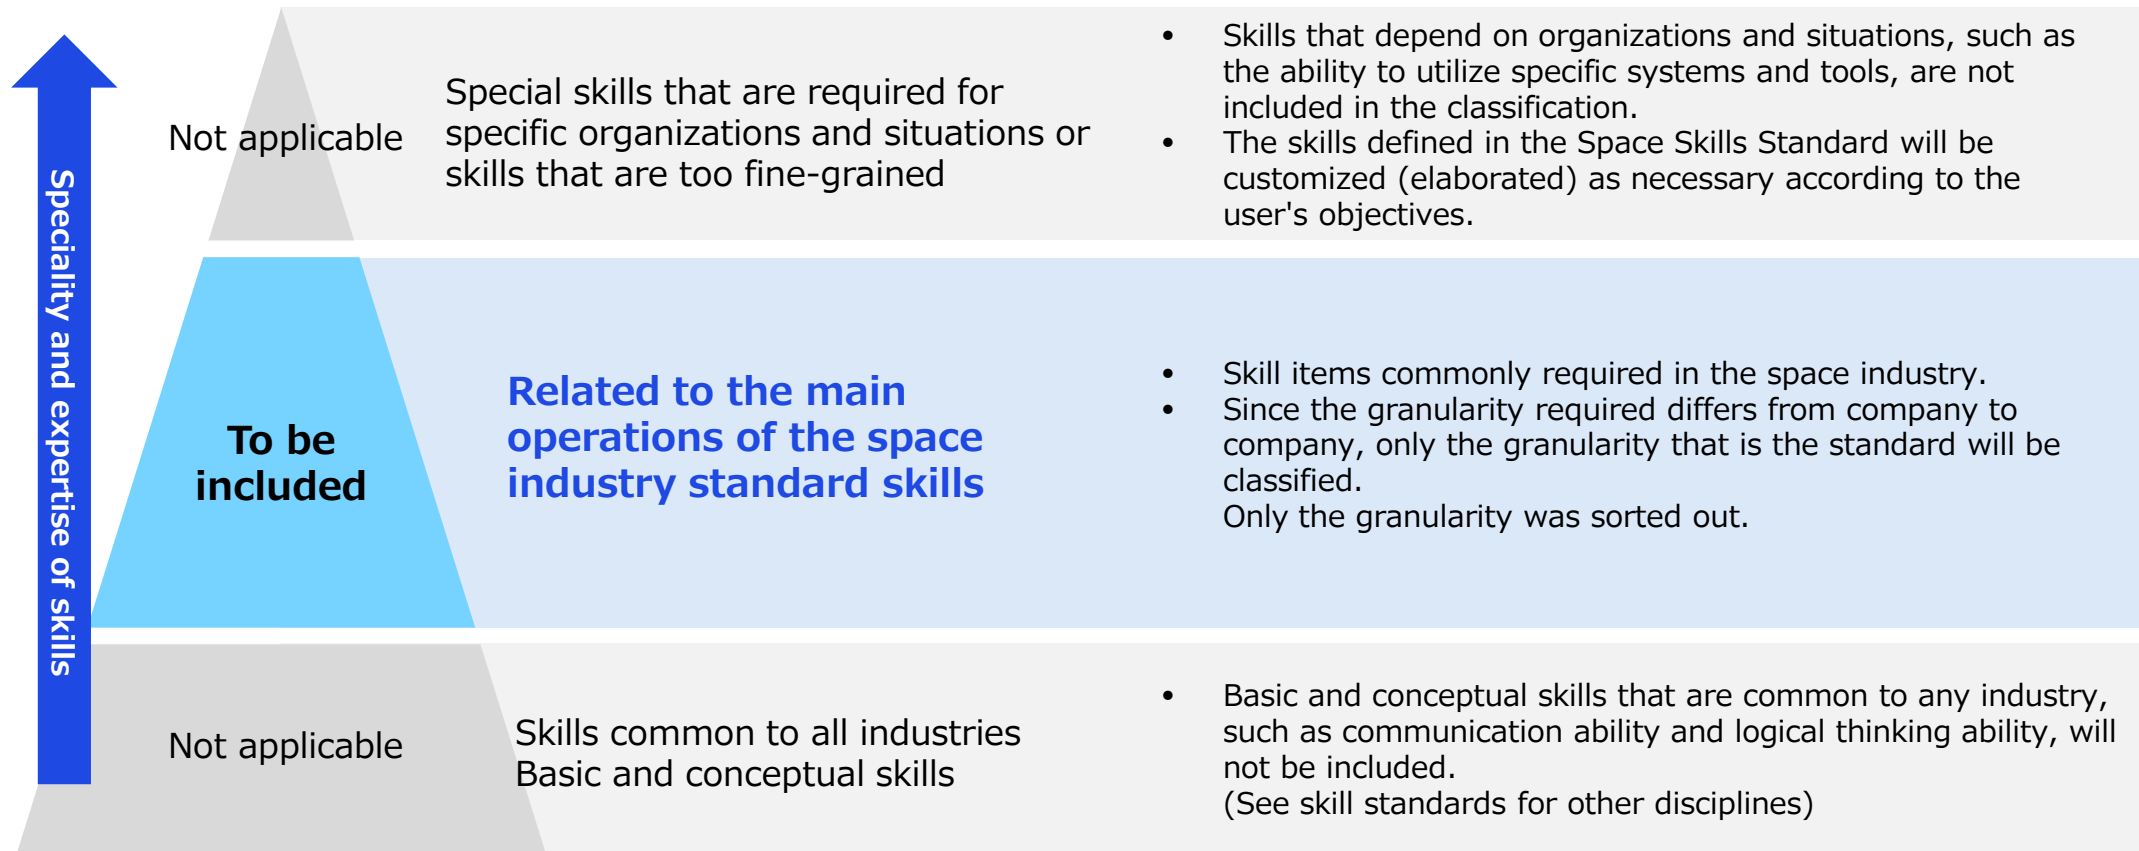 Speciality and expertise of skills
Not applicable
Special skills that are required for
specific organizations and situations or
skills that are too fine-grained
• Skills that depend on organizations and situations, such as
the ability to utilize specific systems and tools, are not
included in the classification.
• The skills defined in the Space Skills Standard will be
customized (elaborated) as necessary according to the
user's objectives.
To be
included
Related to the main
operations of the space
industry standard skills
• Skill items commonly required in the space industry.
• Since the granularity required differs from company to
company, only the granularity that is the standard will be
classified.
Only the granularity was sorted out.
Not applicable
Skills common to all industries
Basic and conceptual skills
• Basic and conceptual skills that are common to any industry,
such as communication ability and logical thinking ability, will
not be included.
(See skill standards for other disciplines)